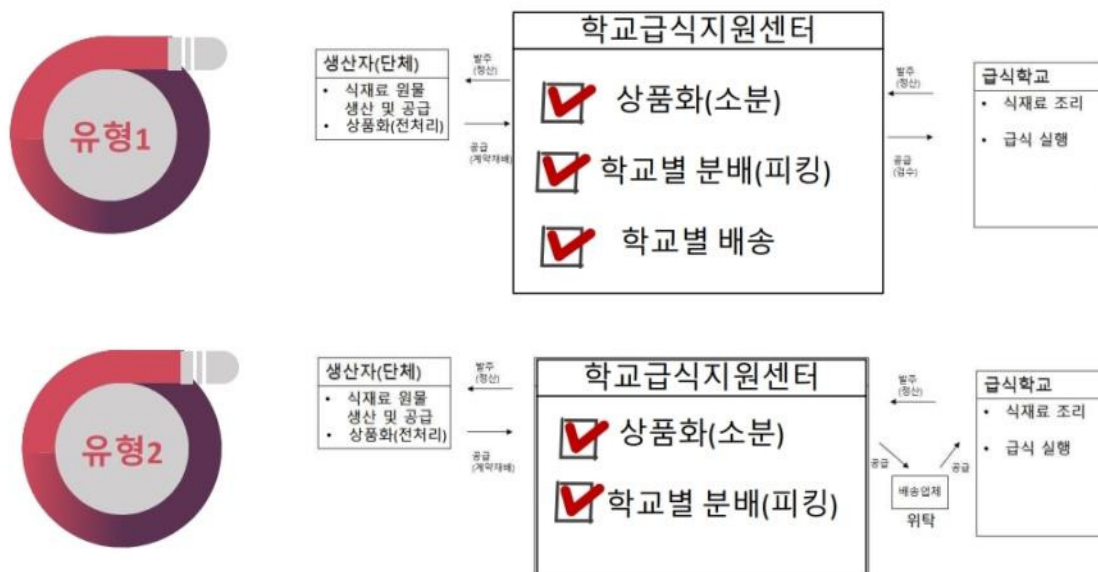 유형1
생산자(단체)
• 식재료 원물
생산 및 공급
• 상품화(전처리)
발주
(정산)
공급
(계약재배)
학교급식지원센터
상품화(소분)
학교별 분배(피킹)
학교별 배송
발주
(정산)
공급
(검수)
급식학교
• 식재료 조리
• 급식 실행
유형2
생산자(단체)
• 식재료 원물
생산 및 공급
• 상품화(전처리)
발주
(정산)
공급
(계약재배)
학교급식지원센터
상품화(소분)
학교별 분배(피킹)
발주
(정산)
공급
공급
배송업체
위탁
급식학교
• 식재료 조리
• 급식 실행